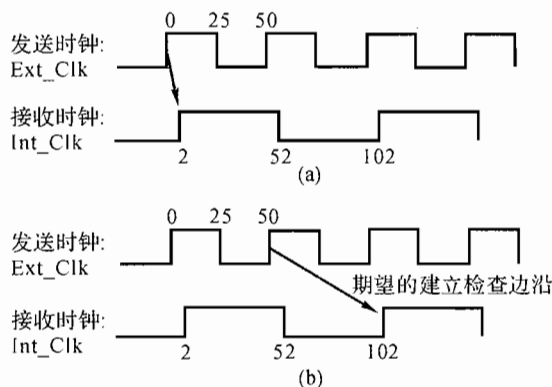 0 25 50
发送时钟:
Ext_Clk
接收时钟:
Int_Clk
2 52 102
(a)
0 25 50
发送时钟:
Ext_Clk
期望的建立检查边沿
接收时钟:
Int_Clk
2 52 102
(b)